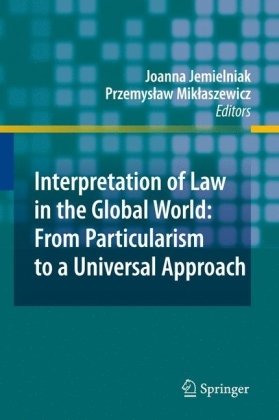 Joanna Jemielniak
Przemysław Mikłaszewicz
Editors
Interpretation of Law
in the Global World:
From Particularism
to a Universal Approach
Springer